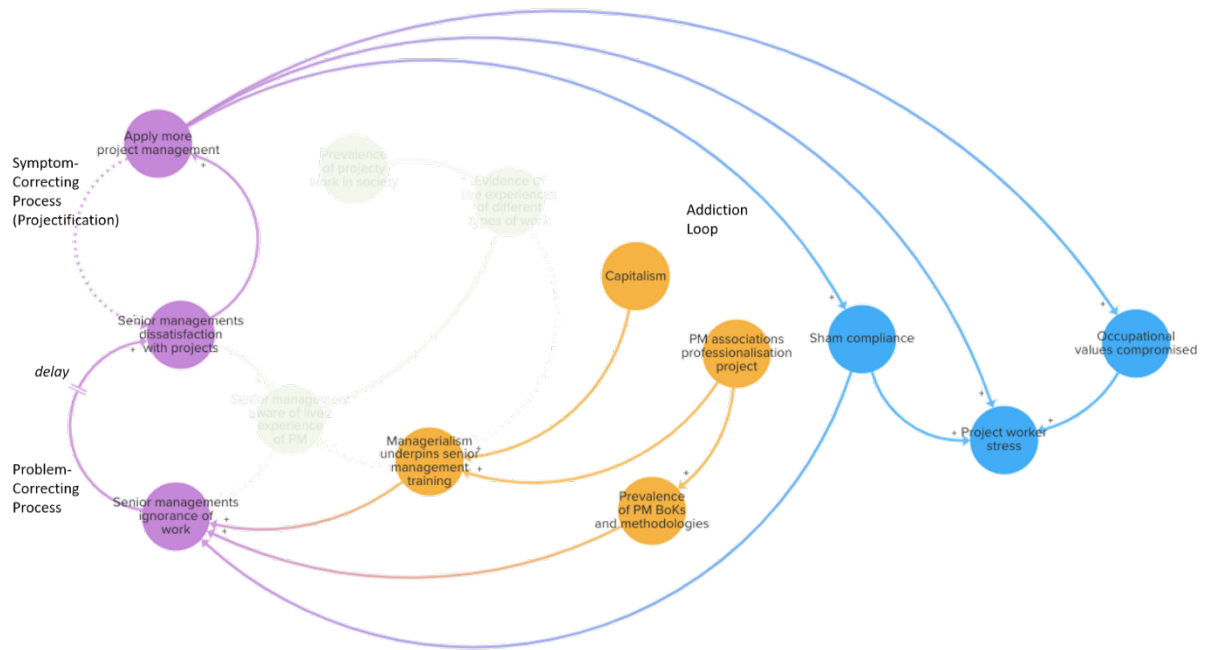 Apply more
project management
+
Symptom-
Correcting
Process
(Projectification)
Prevalence
of projecty
work in society
Evidence of
live experiences
of different
types of work
Addiction
Loop
Capitalism
+
Sham compliance
+
Occupational
values compromised
Senior managements
dissatisfaction
with projects
+
PM associations
professionalisation
project
delay
Senior management
aware of lived
experience
of PM
Managerialism
underpins senior
management
training
+
+
+
+
+
Project worker
stress
Problem-
Correcting
Process
Senior managements
ignorance of
work
+
+
+
Prevalence
of PM BoKs
and methodologies